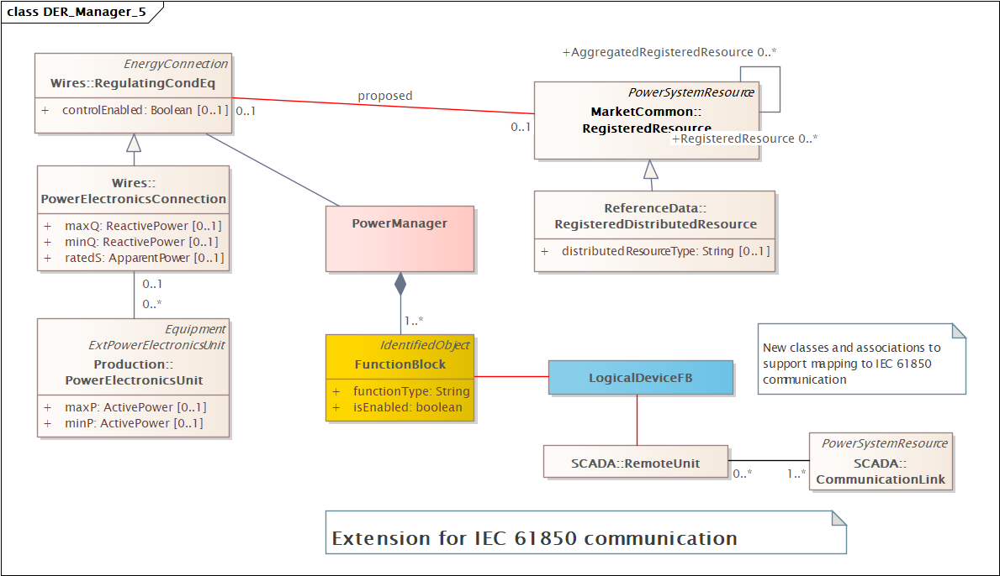 class DER_Manager_5
+AggregatedRegisteredResource 0..*
EnergyConnection
Wires::RegulatingCondEq
+ controlEnabled: Boolean [0..1]
0..1
proposed
0..1
PowerSystemResource
MarketCommon::
RegisteredResource
+RegisteredResource 0..*
Wires::
PowerElectronicsConnection
+ maxQ: ReactivePower [0..1]
+ minQ: ReactivePower [0..1]
+ ratedS: ApparentPower [0..1]
PowerManager
ReferenceData::
RegisteredDistributedResource
+ distributedResourceType: String [0..1]
0..1
0..*
Equipment
ExtPowerElectronicsUnit
Production::
PowerElectronicsUnit
+ maxP: ActivePower [0..1]
+ minP: ActivePower [0..1]
1..*
IdentifiedObject
FunctionBlock
+ functionType: String
+ isEnabled: boolean
LogicalDeviceFB
New classes and associations to
support mapping to IEC 61850
communication
SCADA::RemoteUnit
0..*
1..*
PowerSystemResource
SCADA::
CommunicationLink
Extension for IEC 61850 communication